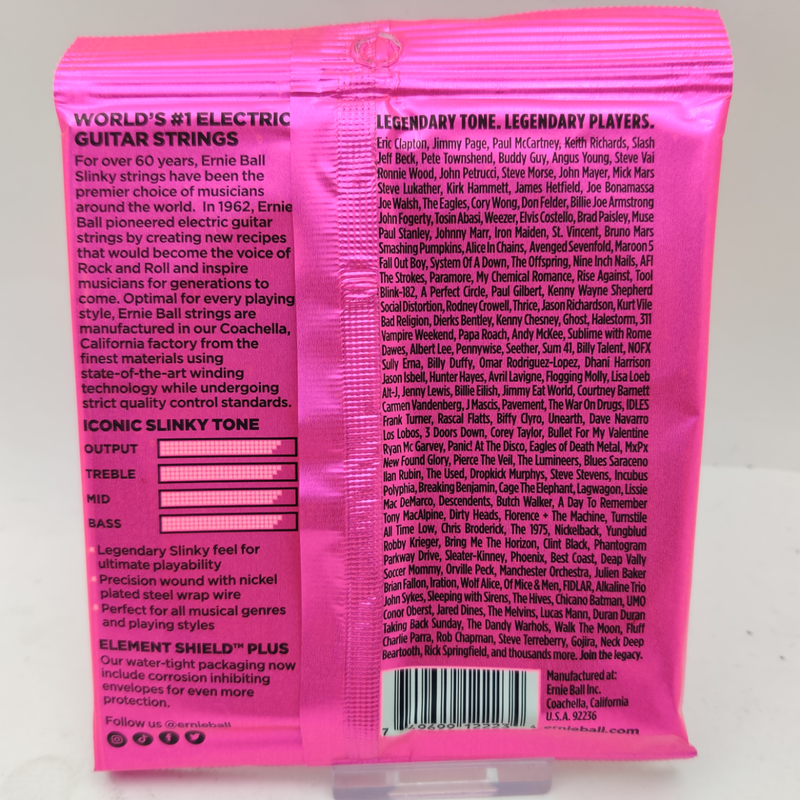 WORLD'S #1 ELECTRIC
GUITAR STRINGS
For over 60 years, Ernie Ball
Slinky strings have been the
premier choice of musicians
around the world. In 1962, Ernie
Ball pioneered electric guitar
strings by creating new recipes
that would become the voice of
Rock and Roll and inspire
musicians for generations to
come. Optimal for every playing
style, Ernie Ball strings are
manufactured in our Coachella,
California factory from the
finest materials using
state-of-the-art winding
technology while undergoing
strict quality control standards.
ICONIC SLINKY TONE
OUTPUT
TREBLE
MID
BASS
• Legendary Slinky feel for
ultimate playability
• Precision wound with nickel
plated steel wrap wire
• Perfect for all musical genres
and playing styles
ELEMENT SHIELD™ PLUS
Our water-tight packaging now
include corrosion inhibiting
envelopes for even more
protection.
Follow us @ernieball
LEGENDARY TONE. LEGENDARY PLAYERS.
Eric Clapton, Jimmy Page, Paul McCartney, Keith Richards, Slash
Jeff Beck, Pete Townshend, Buddy Guy, Angus Young, Steve Vai
Ronnie Wood, John Petrucci, Steve Morse, John Mayer, Mick Mars
Steve Lukather, Kirk Hammett, James Hetfield, Joe Bonamassa
Joe Walsh, The Eagles, Cory Wong, Don Felder, Billie Joe Armstrong
John Fogerty, Tosin Abasi, Weezer, Elvis Costello, Brad Paisley, Muse
Paul Stanley, Johnny Marr, Iron Maiden, St. Vincent, Bruno Mars
Smashing Pumpkins, Alice In Chains, Avenged Sevenfold, Maroon 5
Fall Out Boy, System Of A Down, The Offspring, Nine Inch Nails, AFI
The Strokes, Paramore, My Chemical Romance, Rise Against, Tool
Blink-182, A Perfect Circle, Paul Gilbert, Kenny Wayne Shepherd
Social Distortion, Rodney Crowell, Thrice, Jason Richardson, Kurt Vile
Bad Religion, Dierks Bentley, Kenny Chesney, Ghost, Halestorm, 311
Vampire Weekend, Papa Roach, Andy McKee, Sublime with Rome
Dawes, Albert Lee, Pennywise, Seether, Sum 41, Billy Talent, NOFX
Sully Erna, Billy Duffy, Omar Rodriguez-Lopez, Dhani Harrison
Jason Isbell, Hunter Hayes, Avril Lavigne, Flogging Molly, Lisa Loeb
Alt-J, Jenny Lewis, Billie Eilish, Jimmy Eat World, Courtney Barnett
Carmen Vandenberg, J Mascis, Pavement, The War On Drugs, IDLES
Frank Turner, Rascal Flatts, Biffy Clyro, Unearth, Dave Navarro
Los Lobos, 3 Doors Down, Corey Taylor, Bullet For My Valentine
Ryan Mc Garvey, Panic! At The Disco, Eagles of Death Metal, MxPx
New Found Glory, Pierce The Veil, The Lumineers, Blues Saraceno
Ilan Rubin, The Used, Dropkick Murphys, Steve Stevens, Incubus
Polyphia, Breaking Benjamin, Cage The Elephant, Lagwagon, Lissie
Mac DeMarco, Descendents, Butch Walker, A Day To Remember
Tony MacAlpine, Dirty Heads, Florence + The Machine, Turnstile
All Time Low, Chris Broderick, The 1975, Nickelback, Yungblud
Robby Krieger, Bring Me The Horizon, Clint Black, Phantogram
Parkway Drive, Sleater-Kinney, Phoenix, Best Coast, Deap Vally
Soccer Mommy, Orville Peck, Manchester Orchestra, Julien Baker
Brian Fallon, Iration, Wolf Alice, Of Mice & Men, FIDLAR, Alkaline Trio
John Sykes, Sleeping with Sirens, The Hives, Chicano Batman, UMO
Conor Oberst, Jared Dines, The Melvins, Lucas Mann, Duran Duran
Taking Back Sunday, The Dandy Warhols, Walk The Moon, Fluff
Charlie Parra, Rob Chapman, Steve Terreberry, Gojira, Neck Deep
Beartooth, Rick Springfield, and thousands more. Join the legacy.
Manufactured at:
Ernie Ball Inc.
Coachella, California
U.S.A. 92236
ernieball.com